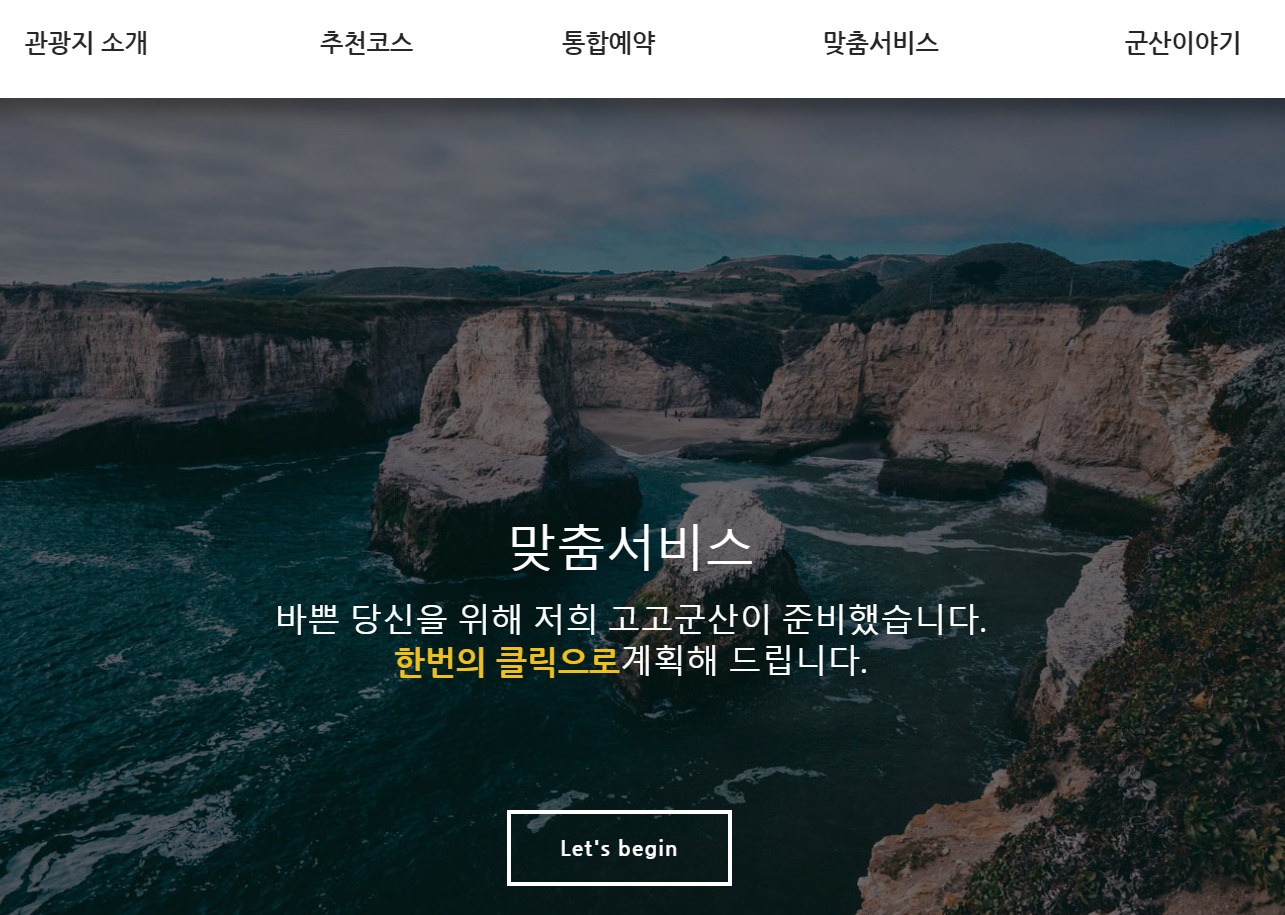 관광지 소개 추천코스 통합예약 맞춤서비스 군산이야기
맞춤서비스
바쁜 당신을 위해 저희 고고군산이 준비했습니다.
한번의 클릭으로계획해 드립니다.
Let's begin